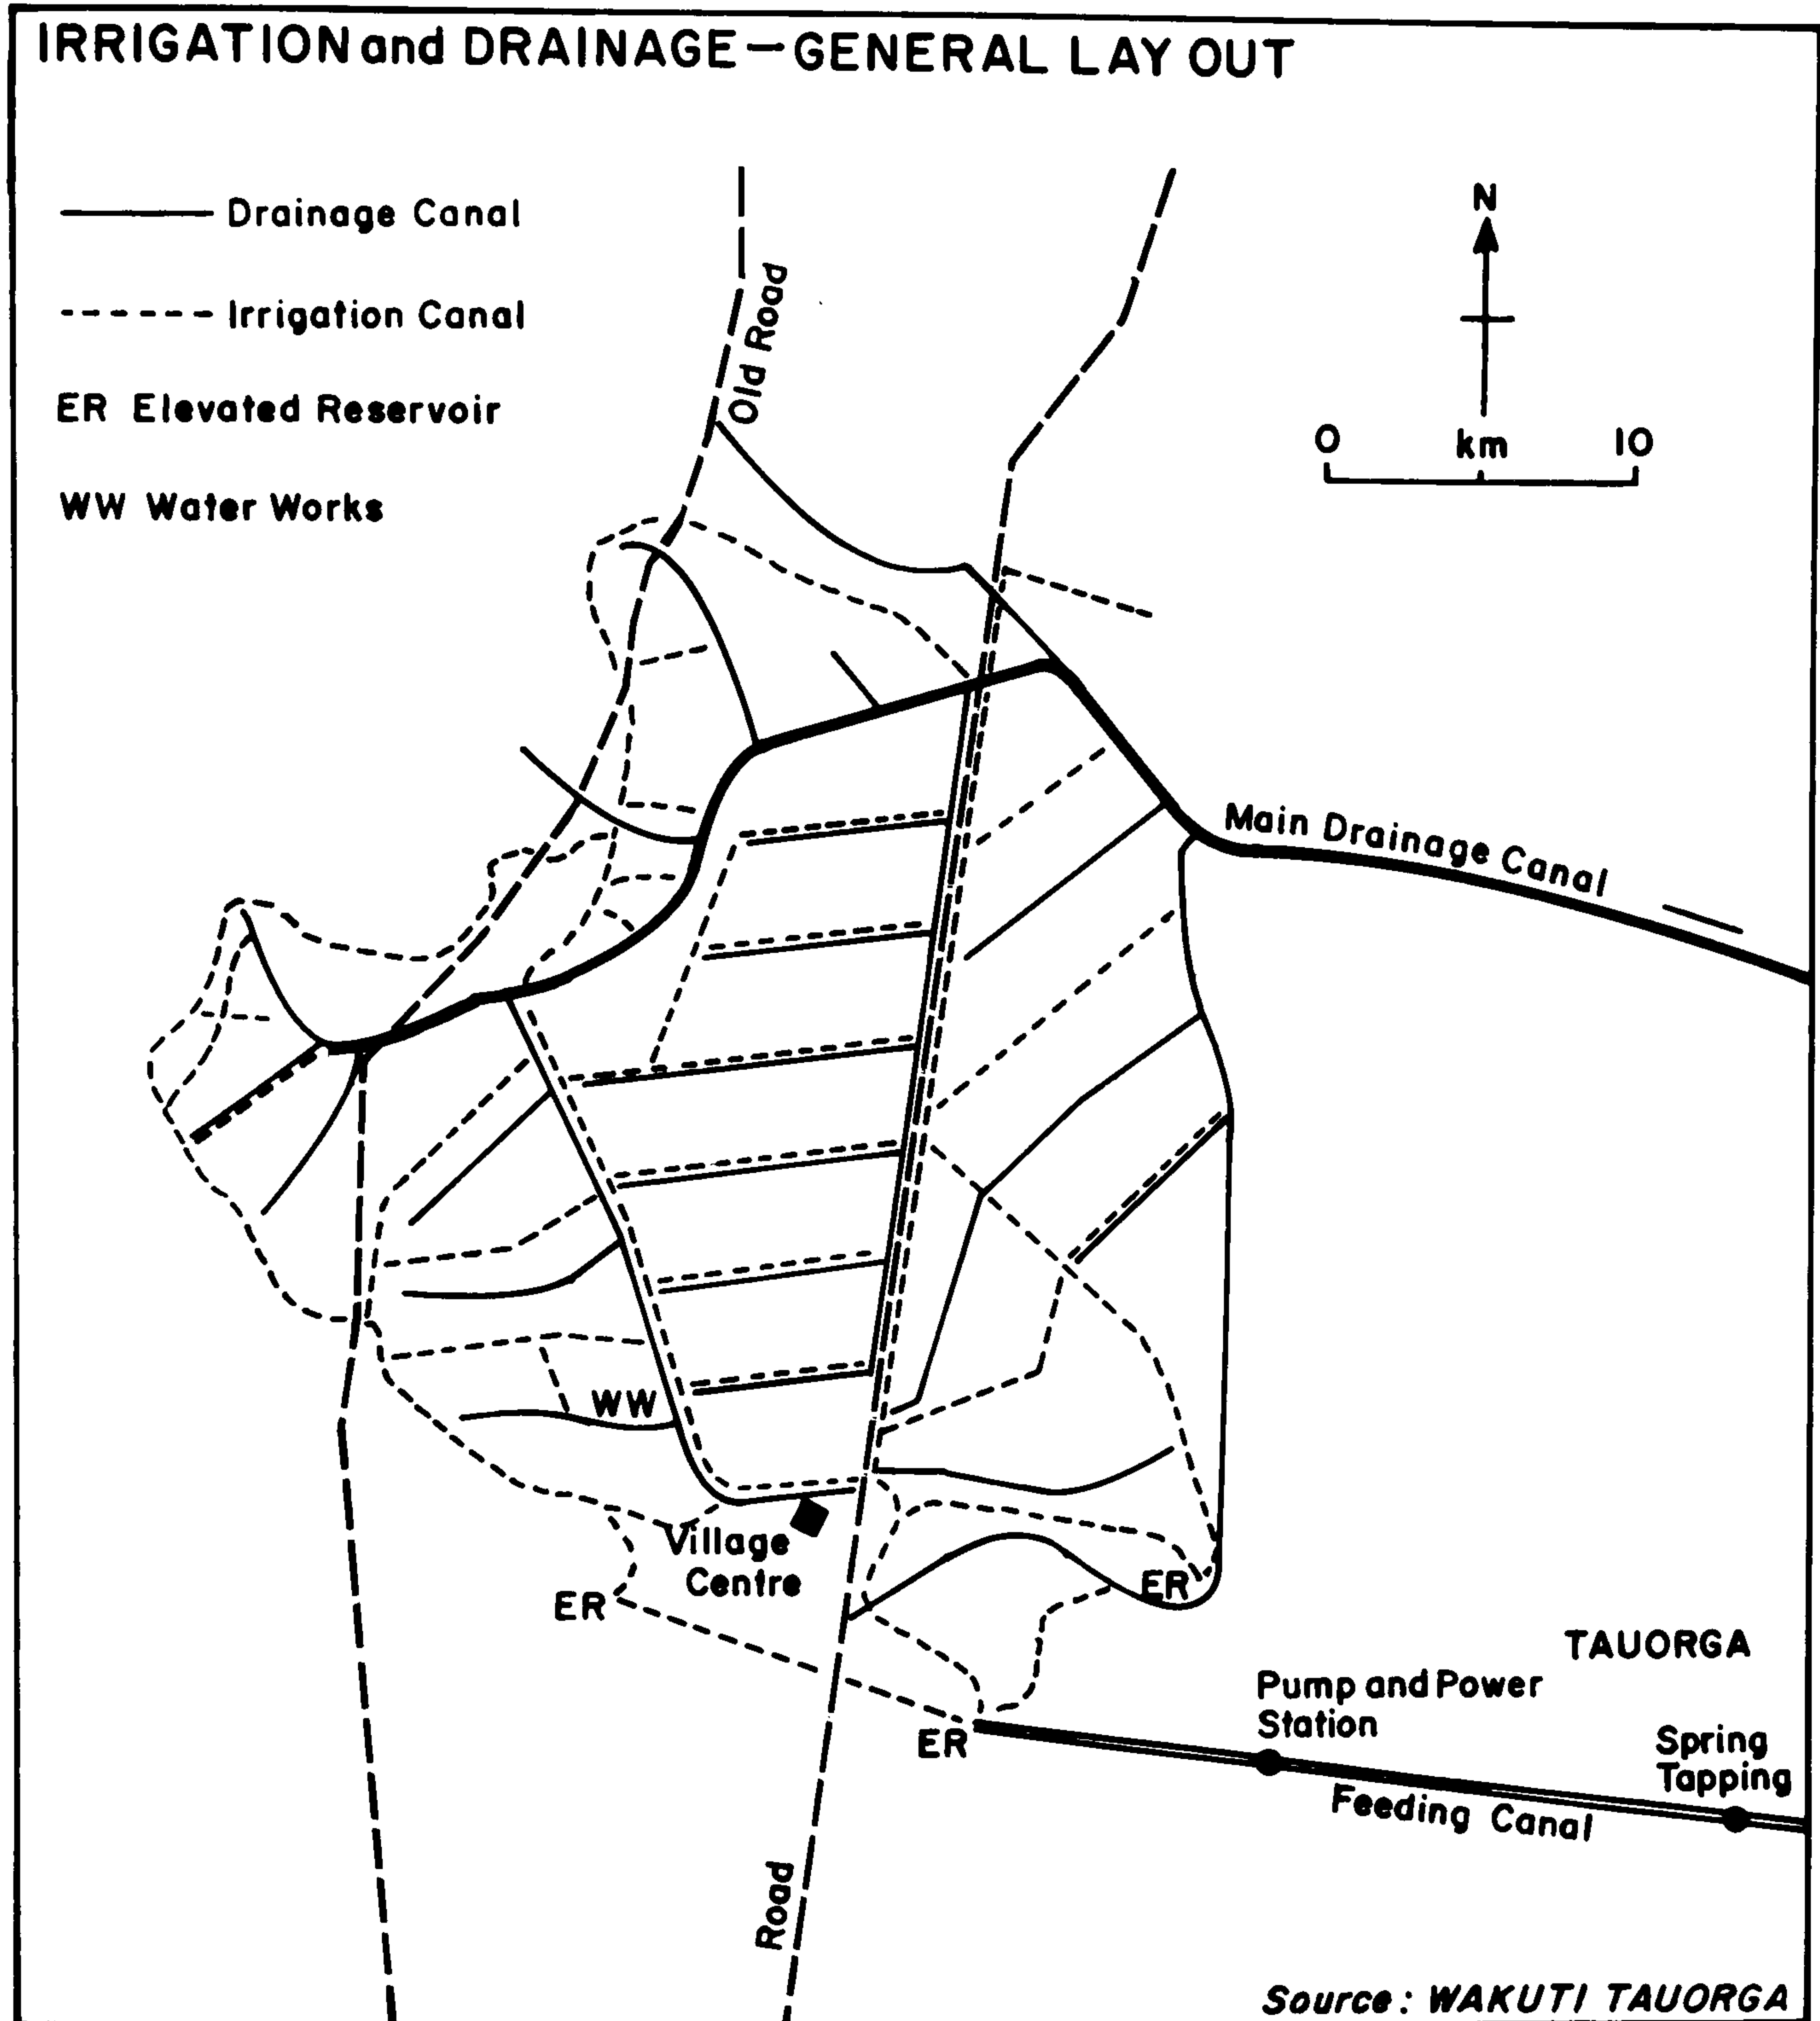 IRRIGATION and DRAINAGE — GENERAL LAY OUT
Drainage Canal
Irrigation Canal
ER Elevated Reservoir
WW Water Works
Old Road
N
0 km 10
Main Drainage Canal
WW
Village
Centre
ER
ER
ER
TAUORGA
Pump and Power
Station
Spring
Tapping
Feeding Canal
Road
Source: WAKUTI TAUORGA